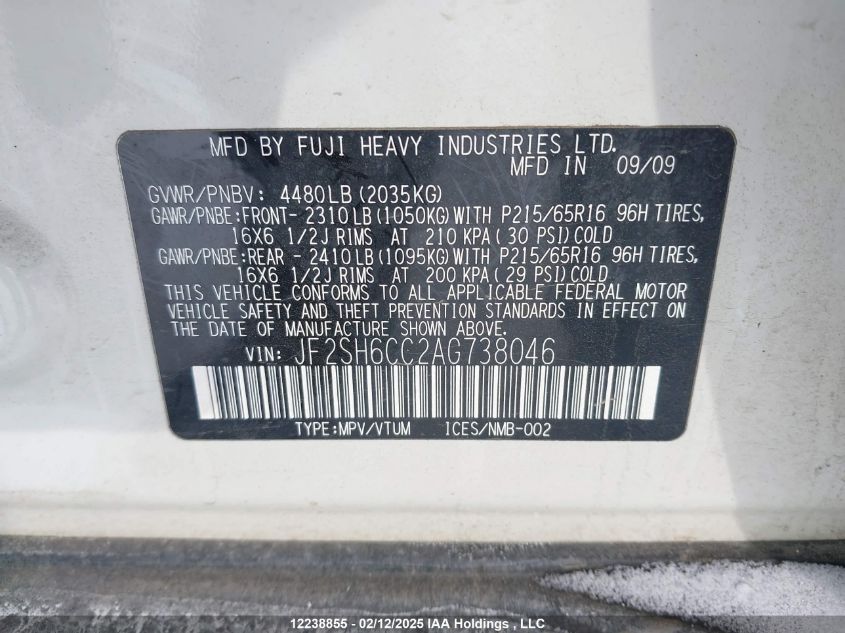 MFD BY FUJI HEAVY INDUSTRIES LTD.
MFD IN 09/09
GVWR/PNBV: 4480LB (2035KG)
GAWR/PNBE:FRONT- 2310 LB (1050KG) WITH P215/65R16 96H TIRES,
16X6 1/2J RIMS AT 210 KPA ( 30 PSI) COLD
GAWR/PNBE:REAR - 2410 LB (1095KG) WITH P215/65R16 96H TIRES,
16X6 1/2J RIMS AT 200 KPA ( 29 PSI) COLD
THIS VEHICLE CONFORMS TO ALL APPLICABLE FEDERAL MOTOR
VEHICLE SAFETY AND THEFT PREVENTION STANDARDS IN EFFECT ON
THE DATE OF MANUFACTURE SHOWN ABOVE.
VIN: JF2SH6CC2AG738046
TYPE:MPV/VTUM ICES/NMB-002
12238855 - 02/12/2025 IAA Holdings , LLC